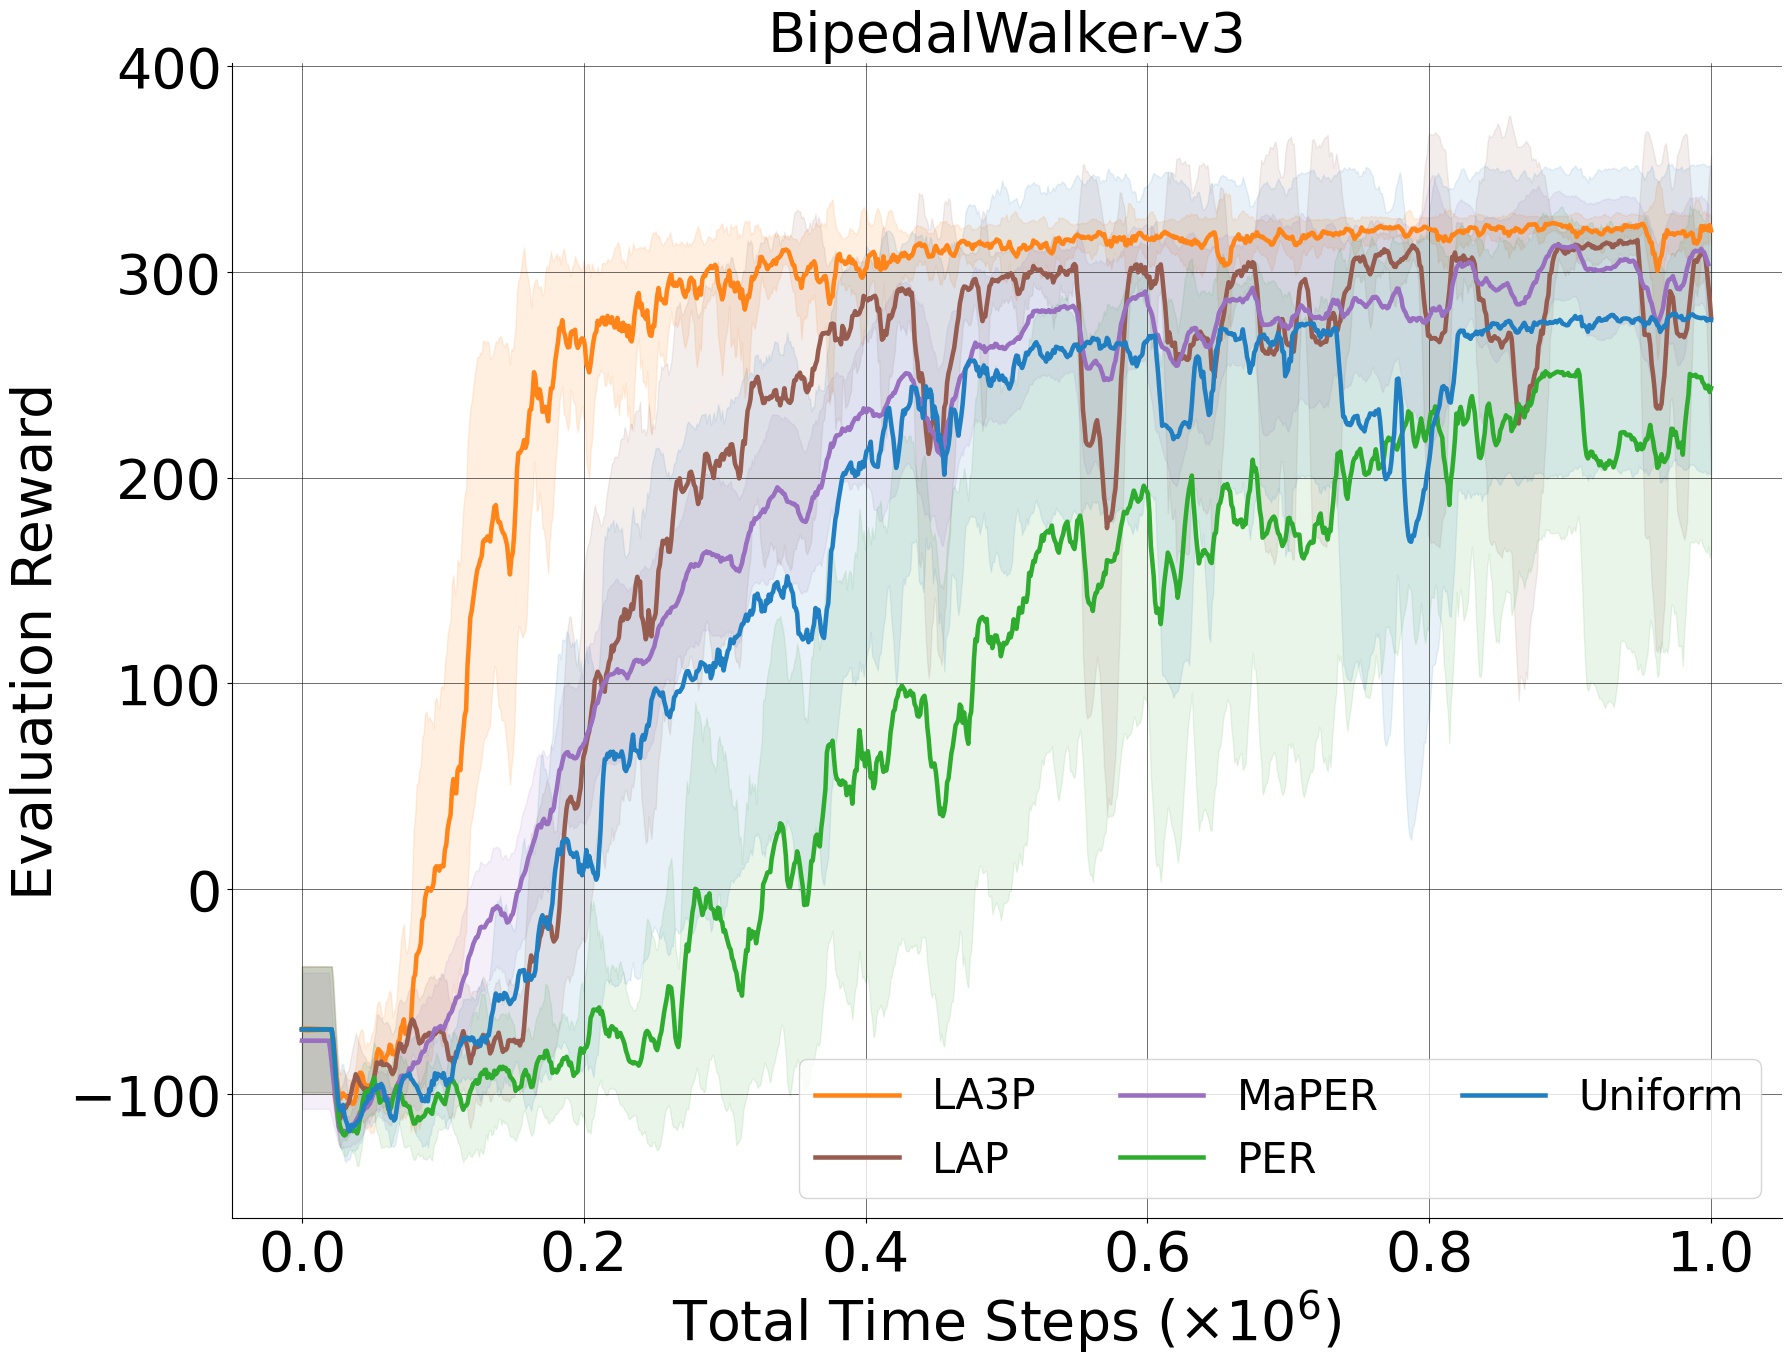 BipedalWalker-v3
Evaluation Reward
400
300
200
100
0
−100
0.0 0.2 0.4 0.6 0.8 1.0
Total Time Steps (×10⁶)
LA3P MaPER Uniform
LAP PER